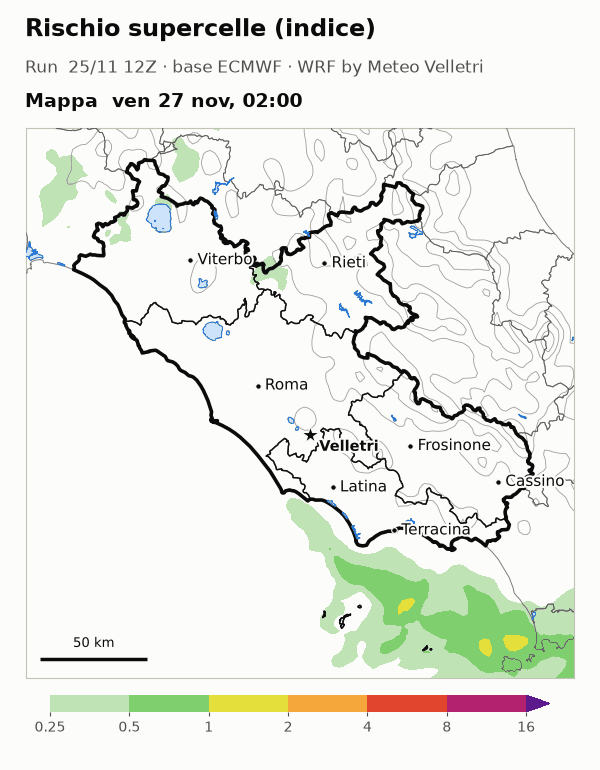 Rischio supercelle (indice)
Run  25/11 12Z · base ECMWF · WRF by Meteo Velletri
Mappa  ven 27 nov, 02:00
Viterbo
Rieti
Roma
Velletri
Frosinone
Cassino
Latina
Terracina
50 km
0.25 0.5 1 2 4 8 16